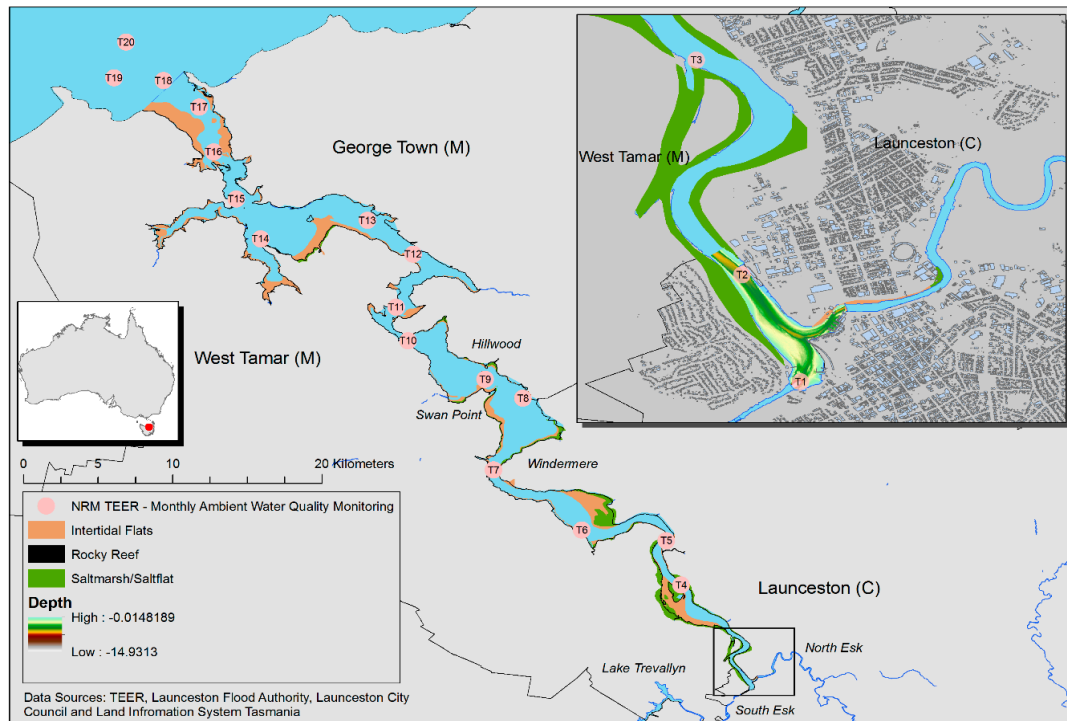 T20
T19
T18
T17
T16
T15
T14
T13
T12
T11
T10
T9
T8
T7
T6
T5
T4
George Town (M)
West Tamar (M)
Hillwood
Swan Point
Windermere
Launceston (C)
North Esk
Lake Trevallyn
South Esk
T3
West Tamar (M)
Launceston (C)
T2
T1
0 5 10 20 Kilometers
NRM TEER - Monthly Ambient Water Quality Monitoring
Intertidal Flats
Rocky Reef
Saltmarsh/Saltflat
Depth
High : -0.0148189
Low : -14.9313
Data Sources: TEER, Launceston Flood Authority, Launceston City
Council and Land Infromation System Tasmania